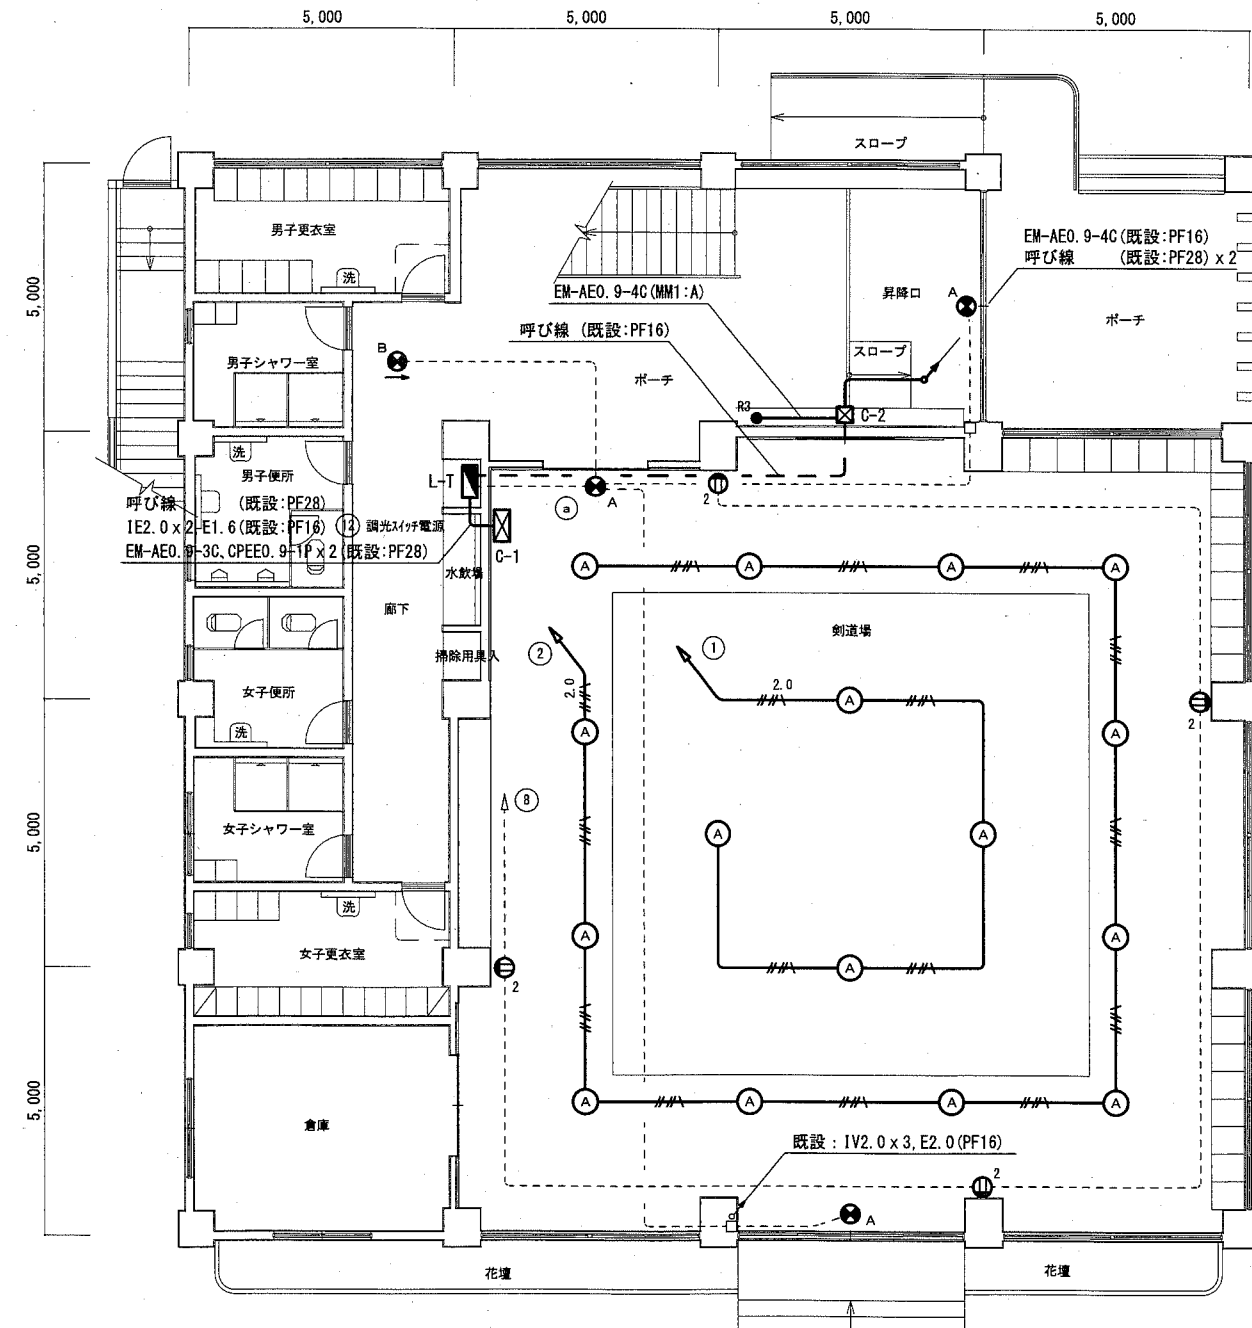 5,000
5,000
5,000
5,000
スロープ
男子更衣室
洗
EM-AE0.9-4C(既設:PF16)
呼び線 (既設:PF28)x2
EM-AE0.9-4C(MM1:A)
昇降口
A
ポーチ
5,000
呼び線 (既設:PF16)
B
男子シャワー室
ポーチ
スロープ
R3
C-2
洗
男子便所
L-T
呼び線 (既設:PF28)
a
A
2
IE2.0x2-E1.6(既設:PF16) 12 調光スイッチ電源
EM-AE0.9-3C、CPEE0.9-1Px2(既設:PF28)
C-1
5,000
水飲場
A
A
A
A
廊下
剣道場
掃除用具入
2
1
女子便所
2.0
2.0
A
洗
A
A
2
8
5,000
女子シャワー室
A
A
洗
女子更衣室
A
A
2
A
5,000
A
A
A
A
倉庫
既設:IV2.0x3,E2.0(PF16)
2
A
花壇
花壇